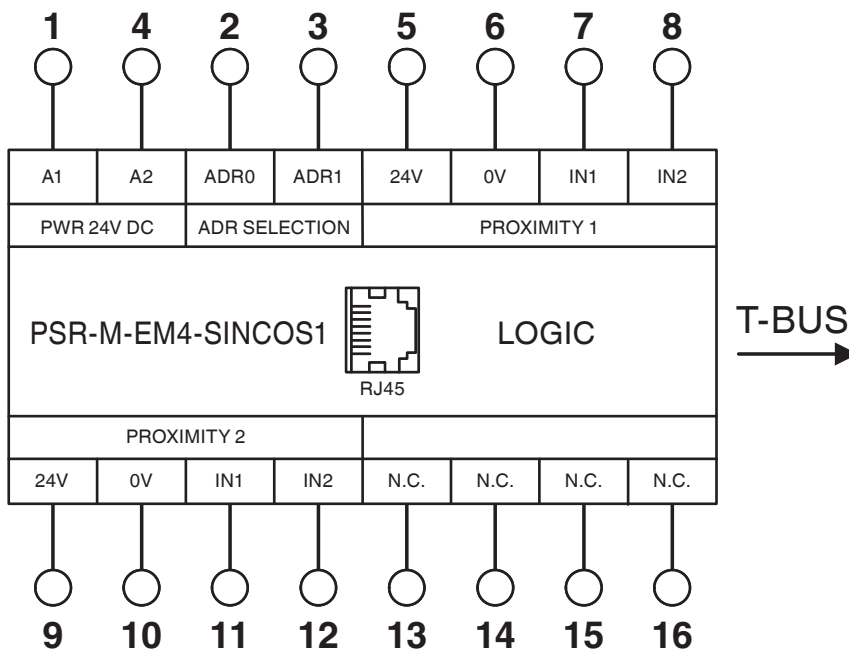 1 4 2 3 5 6 7 8
A1 A2 ADR0 ADR1 24V 0V IN1 IN2
PWR 24V DC ADR SELECTION PROXIMITY 1
PSR-M-EM4-SINCOS1 LOGIC T-BUS
RJ45
PROXIMITY 2
24V 0V IN1 IN2 N.C. N.C. N.C. N.C.
9 10 11 12 13 14 15 16